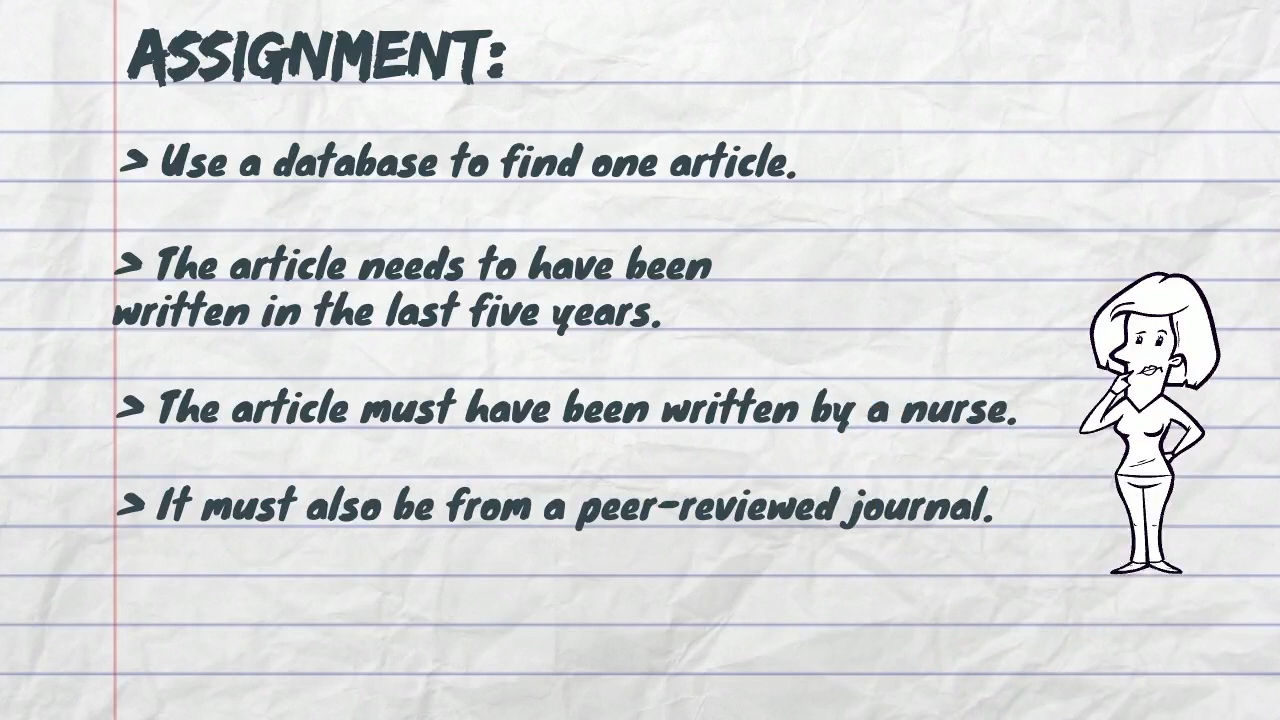 ASSIGNMENT:
> Use a database to find one article.
> The article needs to have been
written in the last five years.
> The article must have been written by a nurse.
> It must also be from a peer-reviewed journal.